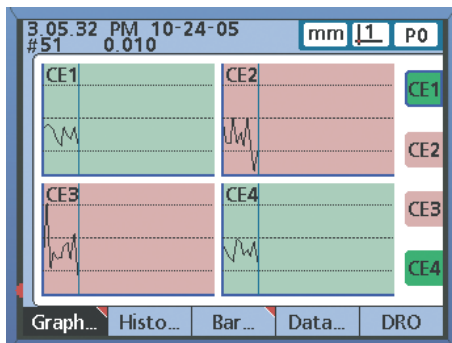 3.05.32 PM 10-24-05 mm 1 P0
#51 0.010
CE1 CE2 CE1
CE2
CE3 CE4 CE3
CE4
Graph... Histo... Bar... Data... DRO